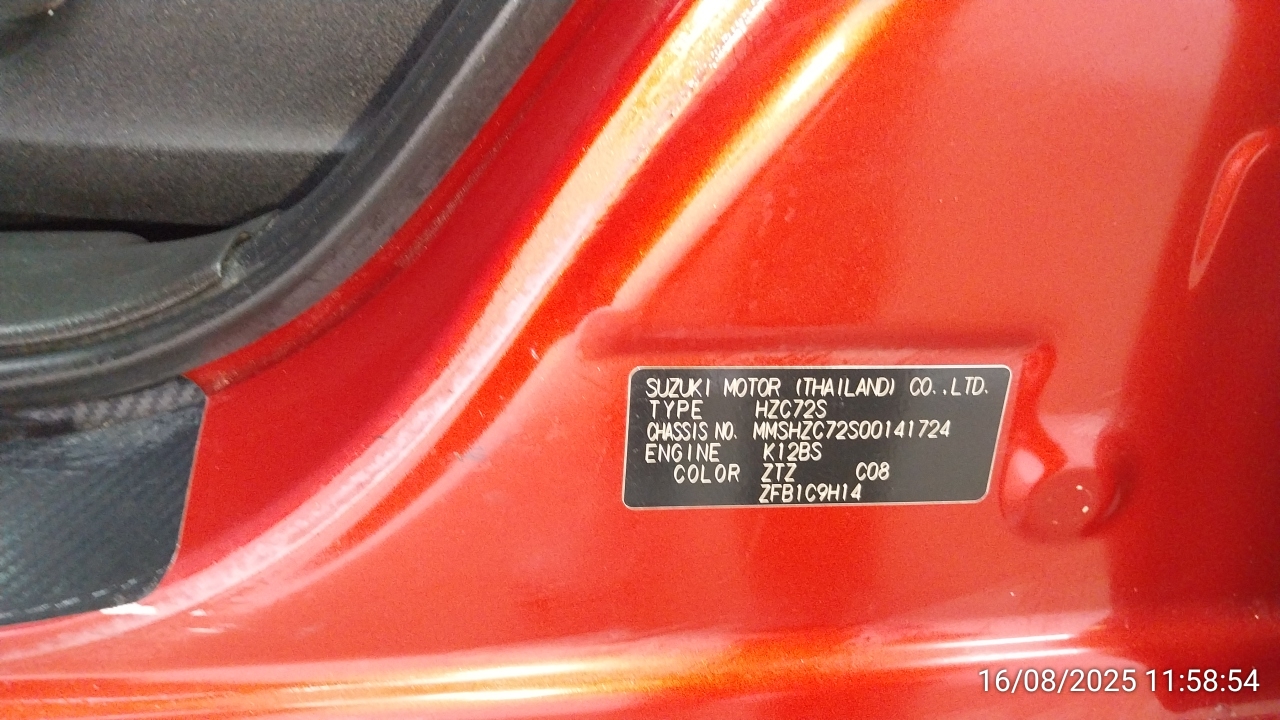 SUZUKI MOTOR (THAILAND) CO.,LTD.
TYPE HZC72S
CHASSIS NO. MMSHZC72S00141724
ENGINE K12BS
COLOR ZTZ C08
ZFB1C9H14
16/08/2025 11:58:54